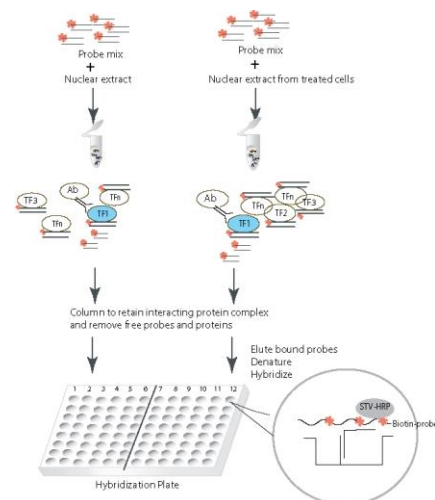 Probe mix
+
Nuclear extract
Probe mix
+
Nuclear extract from treated cells
TF3
TFn
Ab
TFn
TF1
Ab
TF1
TFn
TFn
TF2
TF3
Column to retain interacting protein complex
and remove free probes and proteins
Elute bound probes
Denature
Hybridize
1 2 3 4 5 6 7 8 9 10 11 12
Hybridization Plate
STV-HRP
Biotin-probe